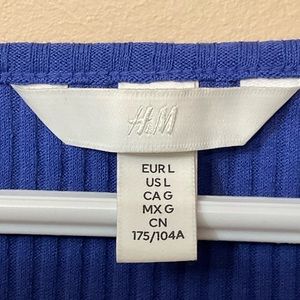 H&M
EUR L
US L
CA G
MX G
CN
175/104A